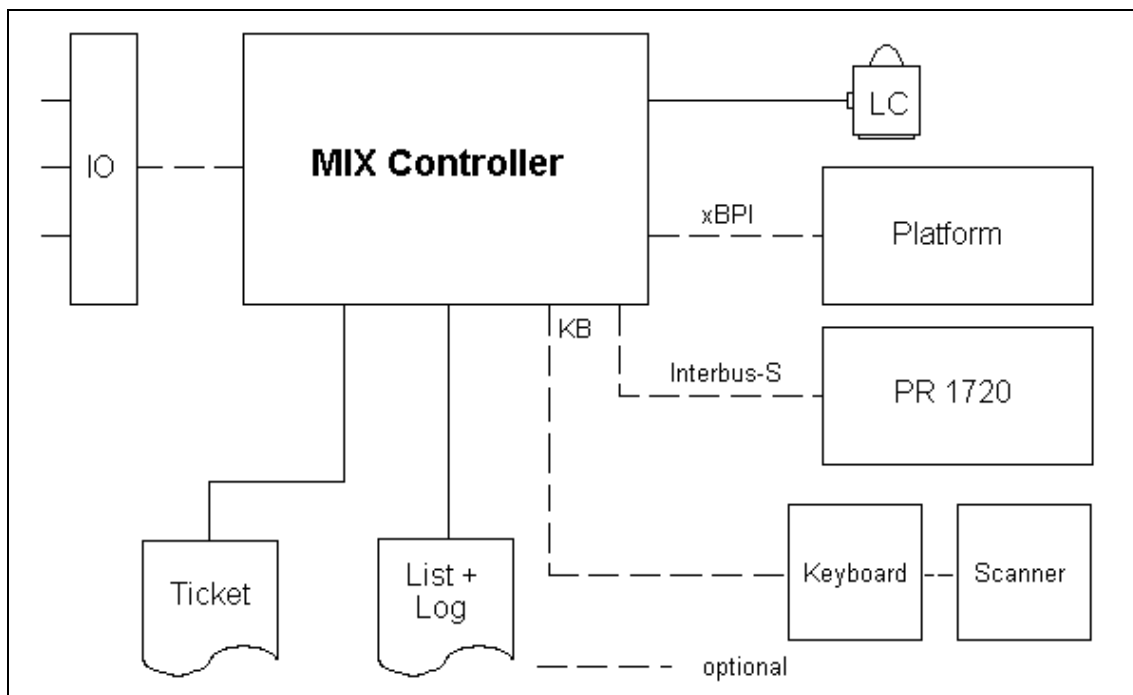 LC
IO
MIX Controller
xBPI
Platform
KB
Interbus-S
PR 1720
Ticket
List +
Log
Keyboard
Scanner
optional